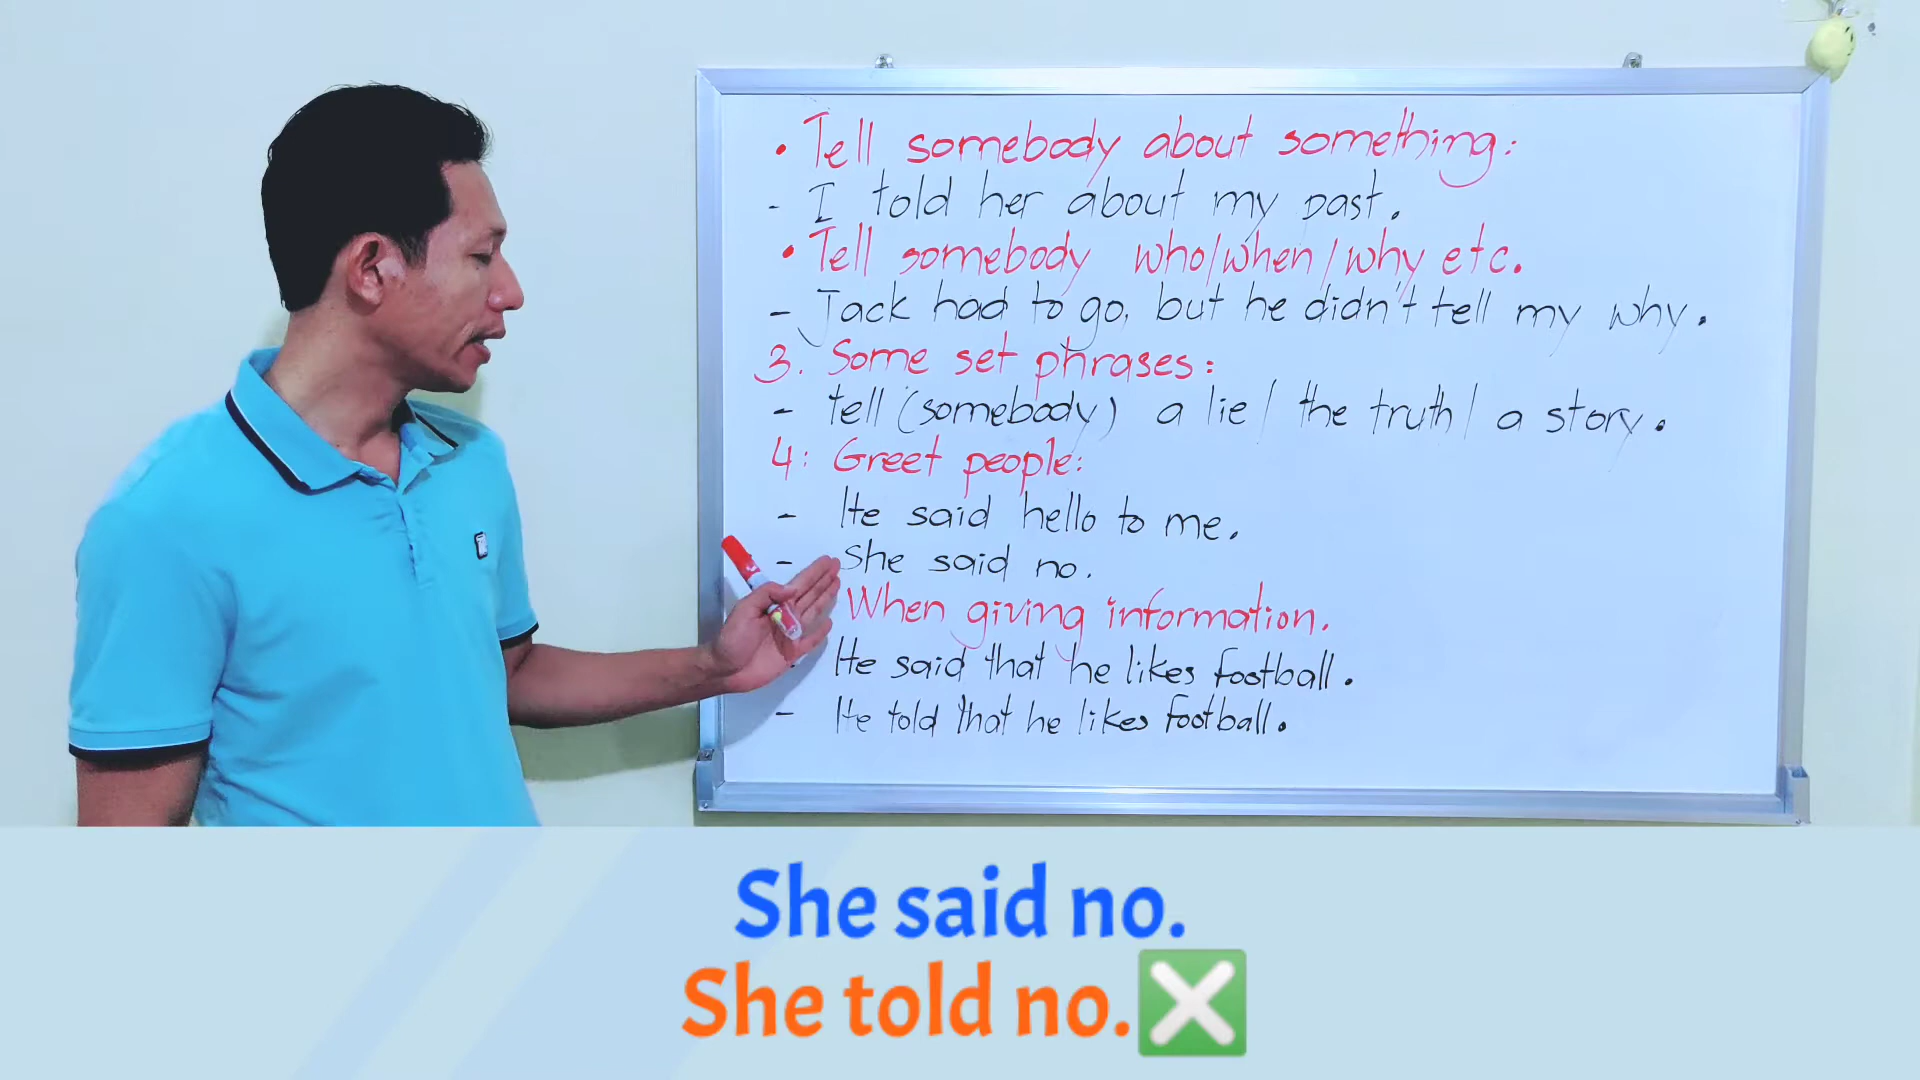 • Tell somebody about something:
- I told her about my past.
• Tell somebody who/when/why etc.
- Jack had to go, but he didn't tell my why.
3. Some set phrases:
- tell (somebody) a lie/ the truth/ a story.
4: Greet people:
- He said hello to me.
- She said no.
When giving information.
- He said that he likes football.
- He told that he likes football.
She said no.
She told no.❎